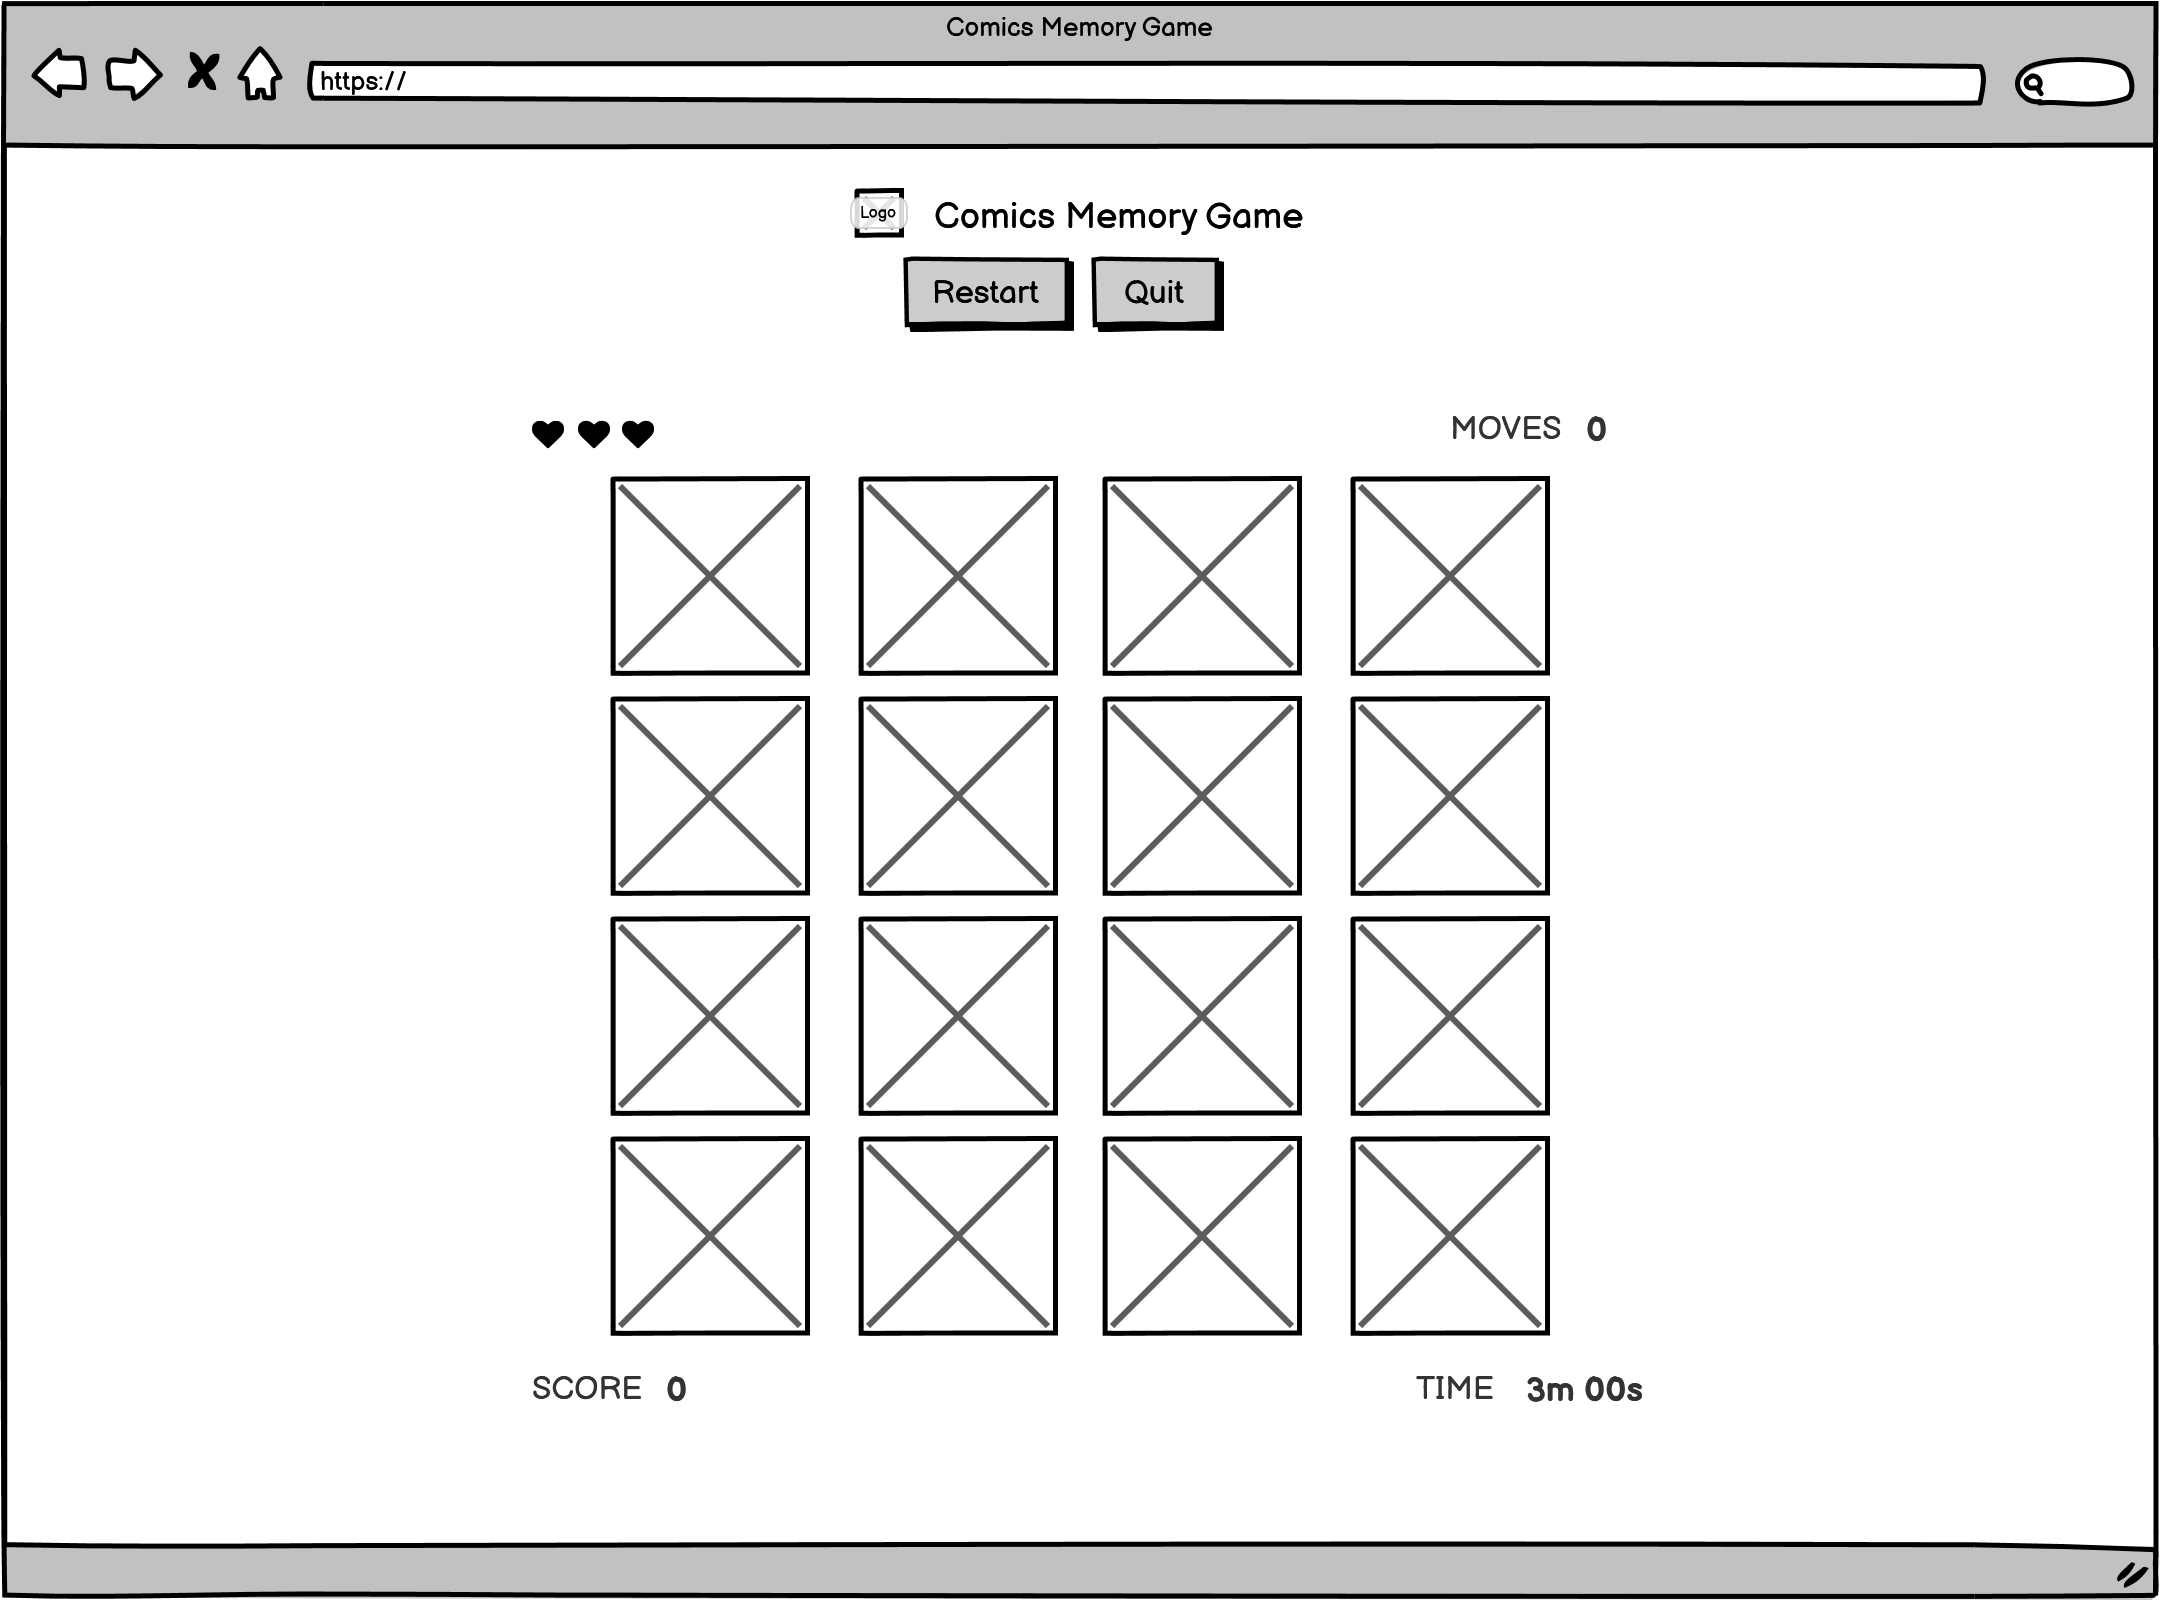 Comics Memory Game
https://
Logo
Comics Memory Game
Restart
Quit
MOVES 0
SCORE 0
TIME 3m 00s